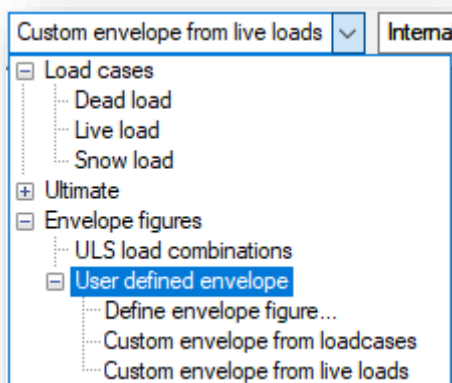 Custom envelope from live loads Interna
Load cases
Dead load
Live load
Snow load
Ultimate
Envelope figures
ULS load combinations
User defined envelope
Define envelope figure...
Custom envelope from loadcases
Custom envelope from live loads